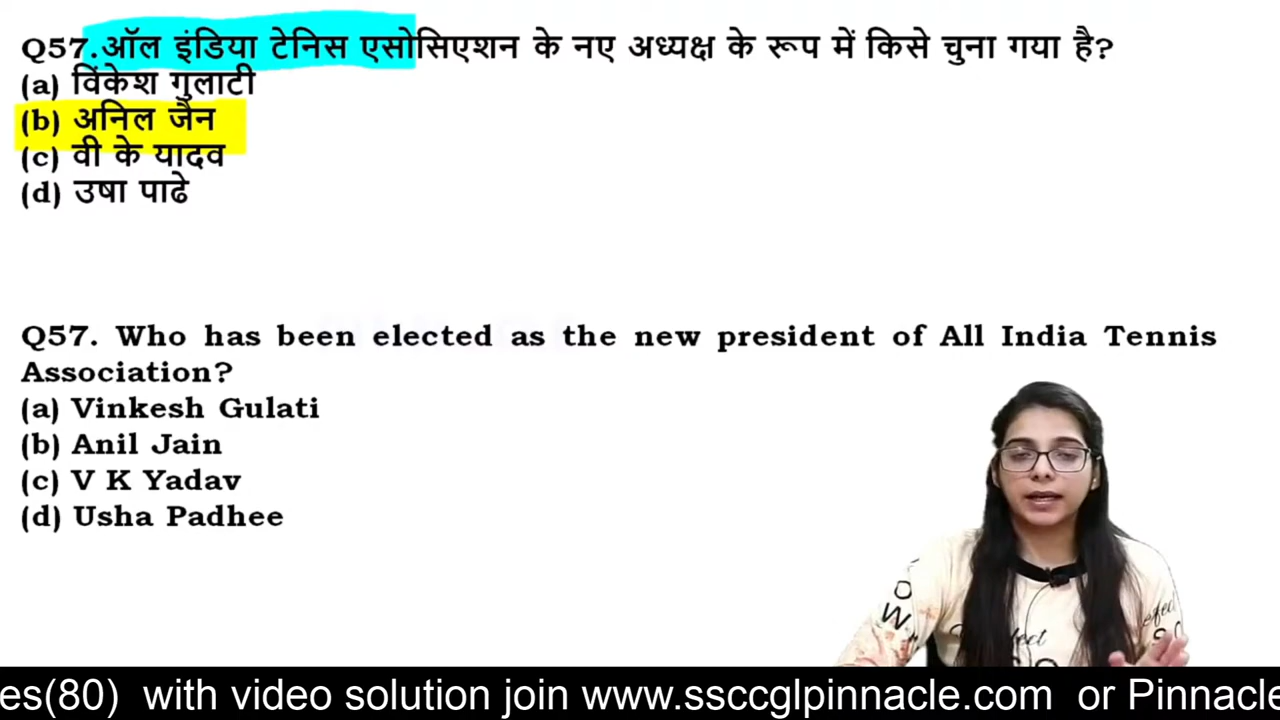 Q57.ऑल इंडिया टेनिस एसोसिएशन के नए अध्यक्ष के रूप में किसे चुना गया है?
(a) विंकेश गुलाटी
(b) अनिल जैन
(c) वी के यादव
(d) उषा पाढे
Q57. Who has been elected as the new president of All India Tennis
Association?
(a) Vinkesh Gulati
(b) Anil Jain
(c) V K Yadav
(d) Usha Padhee
es(80) with video solution join www.ssccglpinnacle.com or Pinnacle